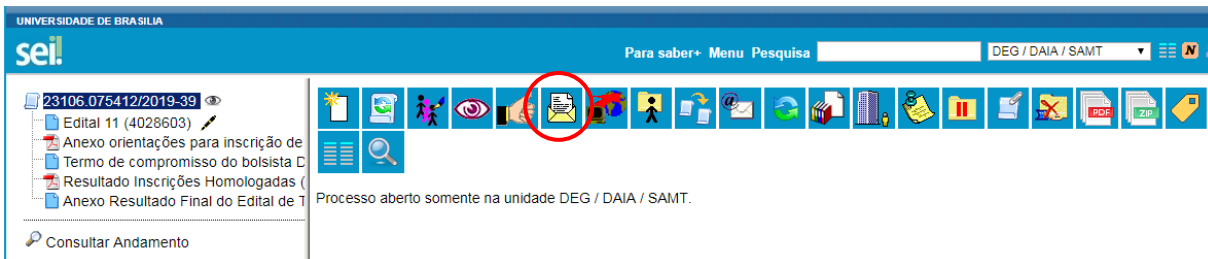 UNIVERSIDADE DE BRASILIA
sei!
Para saber+ Menu Pesquisa
DEG / DAIA / SAMT
N
23106.075412/2019-39
Edital 11 (4028603)
Anexo orientações para inscrição de
Termo de compromisso do bolsista D
Resultado Inscrições Homologadas (
Anexo Resultado Final do Edital de T
Consultar Andamento
PDF
ZIP
Processo aberto somente na unidade DEG / DAIA / SAMT.